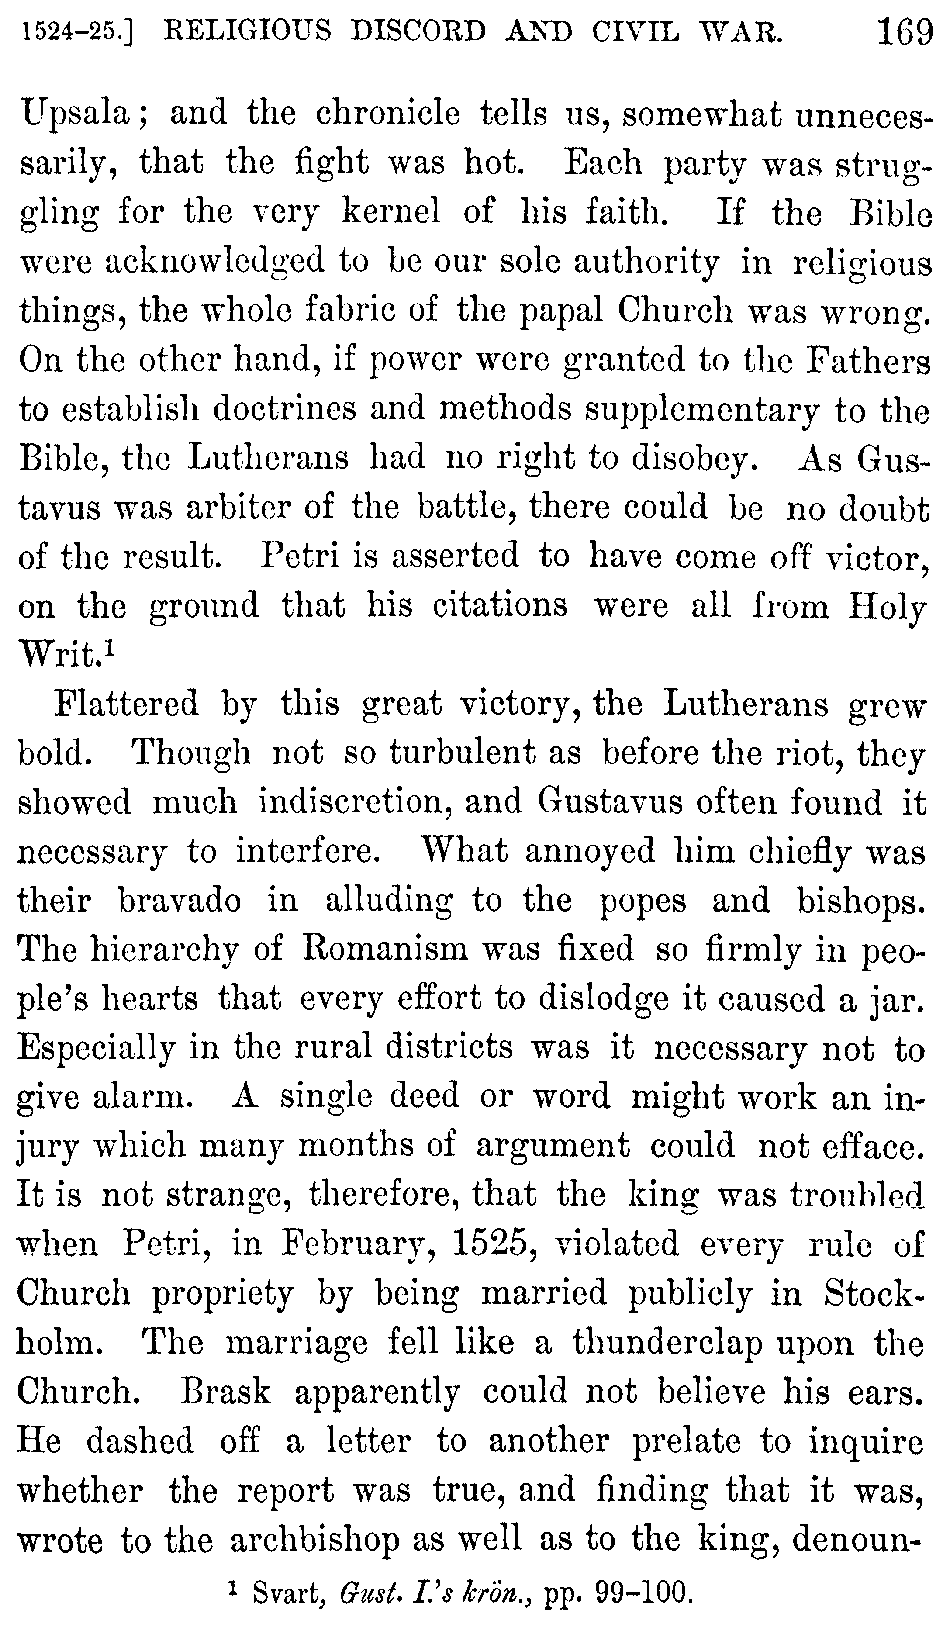 1524–25.] RELIGIOUS DISCORD AND CIVIL WAR. 169
Upsala; and the chronicle tells us, somewhat unneces-
sarily, that the fight was hot. Each party was strug-
gling for the very kernel of his faith. If the Bible
were acknowledged to be our sole authority in religious
things, the whole fabric of the papal Church was wrong.
On the other hand, if power were granted to the Fathers
to establish doctrines and methods supplementary to the
Bible, the Lutherans had no right to disobey. As Gus-
tavus was arbiter of the battle, there could be no doubt
of the result. Petri is asserted to have come off victor,
on the ground that his citations were all from Holy
Writ.¹
Flattered by this great victory, the Lutherans grew
bold. Though not so turbulent as before the riot, they
showed much indiscretion, and Gustavus often found it
necessary to interfere. What annoyed him chiefly was
their bravado in alluding to the popes and bishops.
The hierarchy of Romanism was fixed so firmly in peo-
ple's hearts that every effort to dislodge it caused a jar.
Especially in the rural districts was it necessary not to
give alarm. A single deed or word might work an in-
jury which many months of argument could not efface.
It is not strange, therefore, that the king was troubled
when Petri, in February, 1525, violated every rule of
Church propriety by being married publicly in Stock-
holm. The marriage fell like a thunderclap upon the
Church. Brask apparently could not believe his ears.
He dashed off a letter to another prelate to inquire
whether the report was true, and finding that it was,
wrote to the archbishop as well as to the king, denoun-
¹ Svart, Gust. I.'s krön., pp. 99–100.